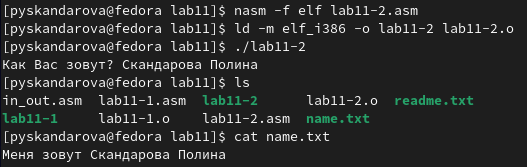 [pyskandarova@fedora lab11]$ nasm -f elf lab11-2.asm
[pyskandarova@fedora lab11]$ ld -m elf_i386 -o lab11-2 lab11-2.o
[pyskandarova@fedora lab11]$ ./lab11-2
Как Вас зовут? Скандарова Полина
[pyskandarova@fedora lab11]$ ls
in_out.asm  lab11-1.asm  lab11-2      lab11-2.o  readme.txt
lab11-1     lab11-1.o    lab11-2.asm  name.txt
[pyskandarova@fedora lab11]$ cat name.txt
Меня зовут Скандарова Полина